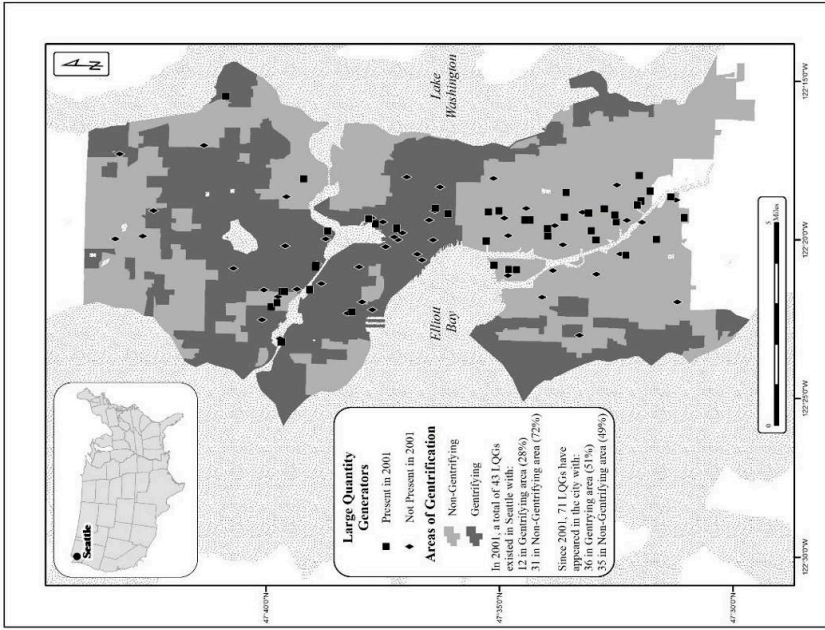 Seattle
Large Quantity
Generators
Present in 2001
Not Present in 2001
Areas of Gentrification
Non-Gentrifying
Gentrifying
In 2001, a total of 43 LQGs
existed in Seattle with:
12 in Gentrifying area (28%)
31 in Non-Gentrifying area (72%)
Since 2001, 71 LQGs have
appeared in the city with:
36 in Gentrying area (51%)
35 in Non-Gentrifying area (49%)
N
Lake
Washington
Elliott
Bay
0 5
Miles
47°40'0"N
47°35'0"N
47°30'0"N
122°30'0"W
122°25'0"W
122°20'0"W
122°15'0"W